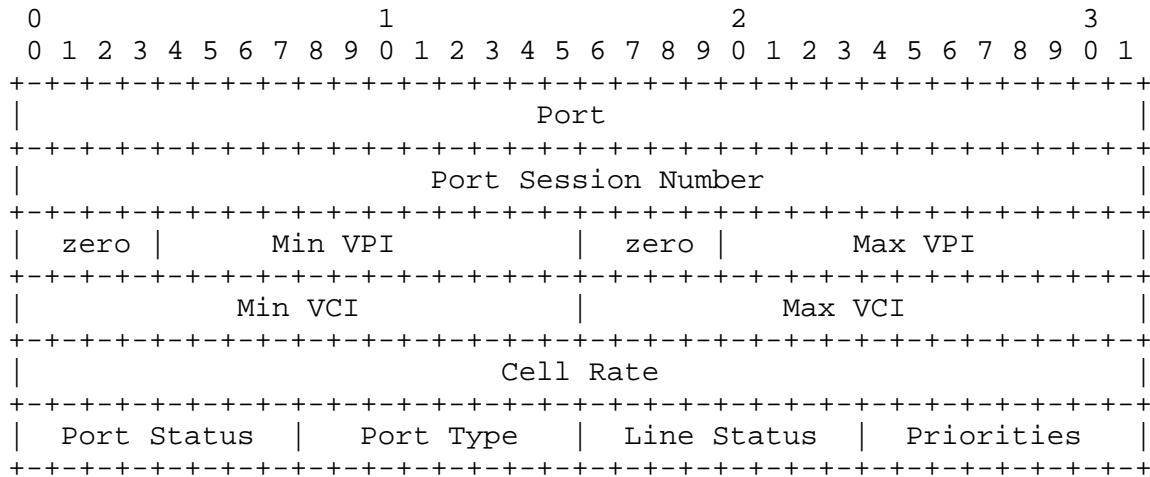 0                   1                   2                   3
 0 1 2 3 4 5 6 7 8 9 0 1 2 3 4 5 6 7 8 9 0 1 2 3 4 5 6 7 8 9 0 1
+-+-+-+-+-+-+-+-+-+-+-+-+-+-+-+-+-+-+-+-+-+-+-+-+-+-+-+-+-+-+-+-+
|                             Port                              |
+-+-+-+-+-+-+-+-+-+-+-+-+-+-+-+-+-+-+-+-+-+-+-+-+-+-+-+-+-+-+-+-+
|                       Port Session Number                     |
+-+-+-+-+-+-+-+-+-+-+-+-+-+-+-+-+-+-+-+-+-+-+-+-+-+-+-+-+-+-+-+-+
|  zero |      Min VPI          |  zero |       Max VPI         |
+-+-+-+-+-+-+-+-+-+-+-+-+-+-+-+-+-+-+-+-+-+-+-+-+-+-+-+-+-+-+-+-+
|            Min VCI            |           Max VCI             |
+-+-+-+-+-+-+-+-+-+-+-+-+-+-+-+-+-+-+-+-+-+-+-+-+-+-+-+-+-+-+-+-+
|                           Cell Rate                           |
+-+-+-+-+-+-+-+-+-+-+-+-+-+-+-+-+-+-+-+-+-+-+-+-+-+-+-+-+-+-+-+-+
|  Port Status  |   Port Type   |  Line Status  |  Priorities   |
+-+-+-+-+-+-+-+-+-+-+-+-+-+-+-+-+-+-+-+-+-+-+-+-+-+-+-+-+-+-+-+-+